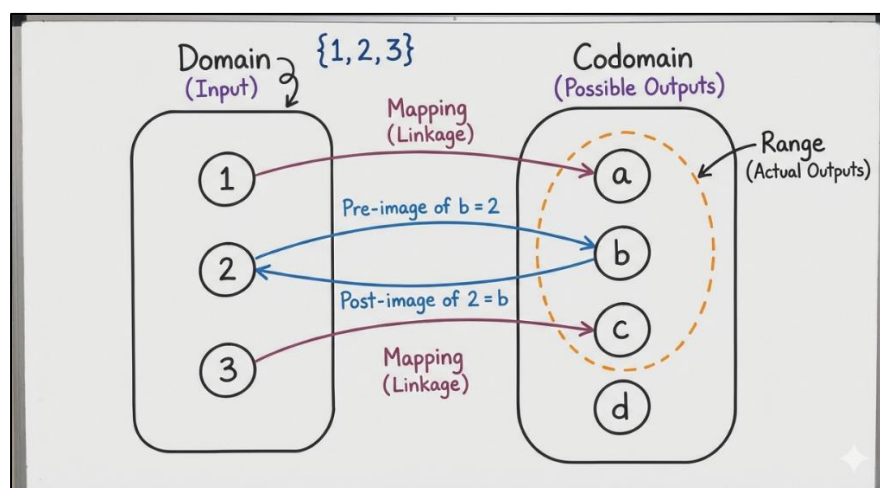 Domain
(Input)
{1, 2, 3}
Codomain
(Possible Outputs)
Mapping
(Linkage)
Range
(Actual Outputs)
1
a
Pre-image of b = 2
2
b
Post-image of 2 = b
3
c
Mapping
(Linkage)
d